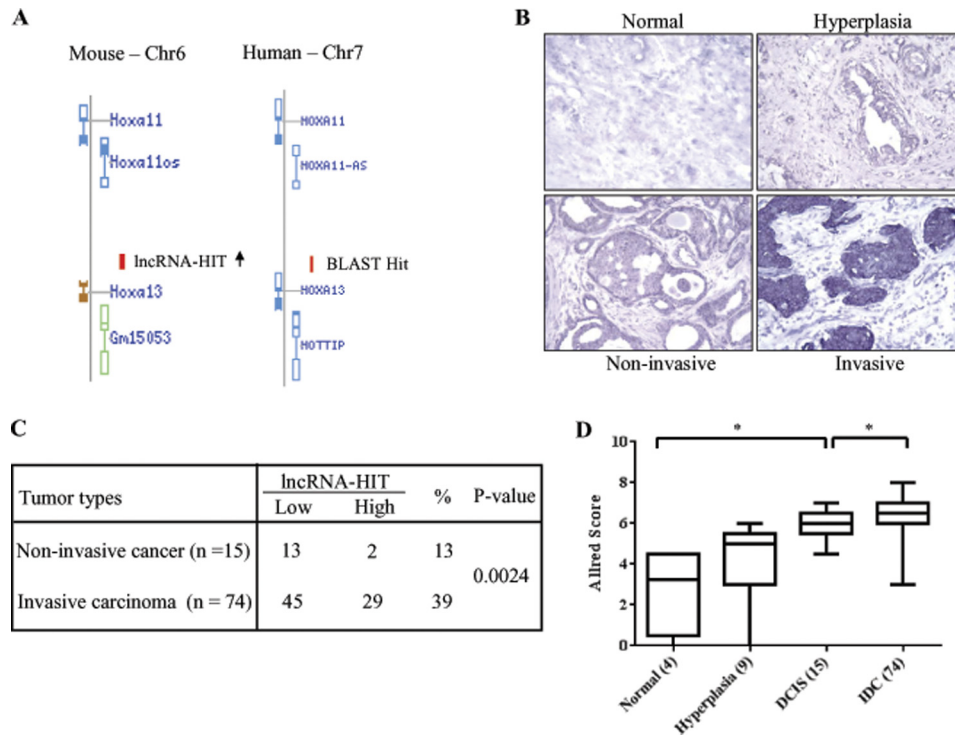 A
Mouse – Chr6
Human – Chr7
Hoxa11
Hoxa11os
lncRNA-HIT
Hoxa13
Gm15053
HOXA11
HOXA11-AS
BLAST Hit
HOXA13
HOTTIP
B
Normal
Hyperplasia
Non-invasive
Invasive
C
Tumor types
lncRNA-HIT
Low
High
%
P-value
Non-invasive cancer (n =15)
13
2
13
0.0024
Invasive carcinoma (n = 74)
45
29
39
D
*
*
Allred Score
10
8
6
4
2
0
Normal (4)
Hyperplasia (9)
DCIS (15)
IDC (74)